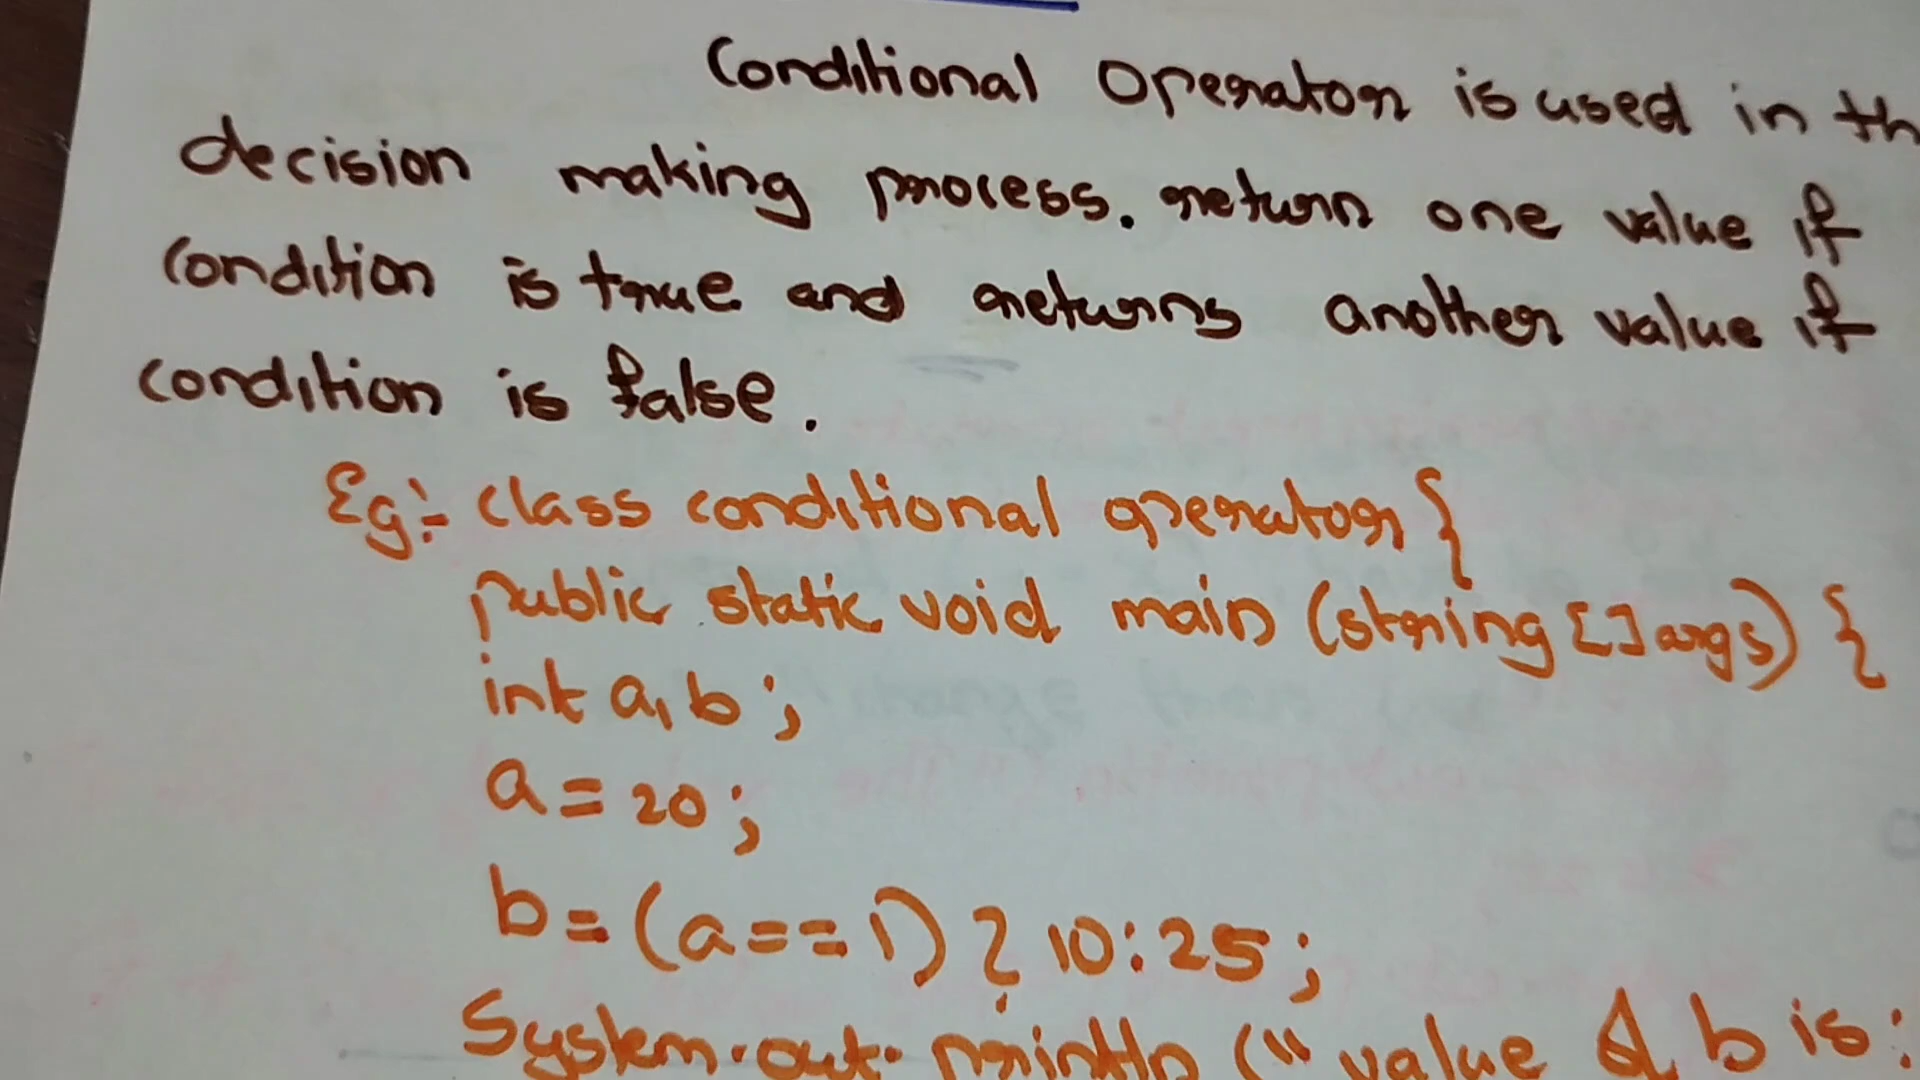 Conditional Operator is used in th
decision making process. return one value if
condition is true and returns another value if
condition is false.
Eg:- class conditional operator {
public static void main (string [] args) {
int a, b ;
a = 20 ;
b = (a == 1) ? 10 : 25 ;
System.out.println (" value of b is :